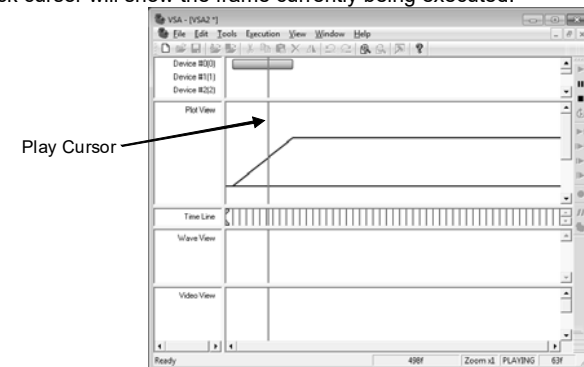 ck cursor will show the frame currently being executed.
VSA - [VSA2 *]
File Edit Tools Execution View Window Help
Device #0(0)
Device #1(1)
Device #2(2)
Plot View
Play Cursor
Time Line
Wave View
Video View
Ready 498f Zoom x1 PLAYING 63f